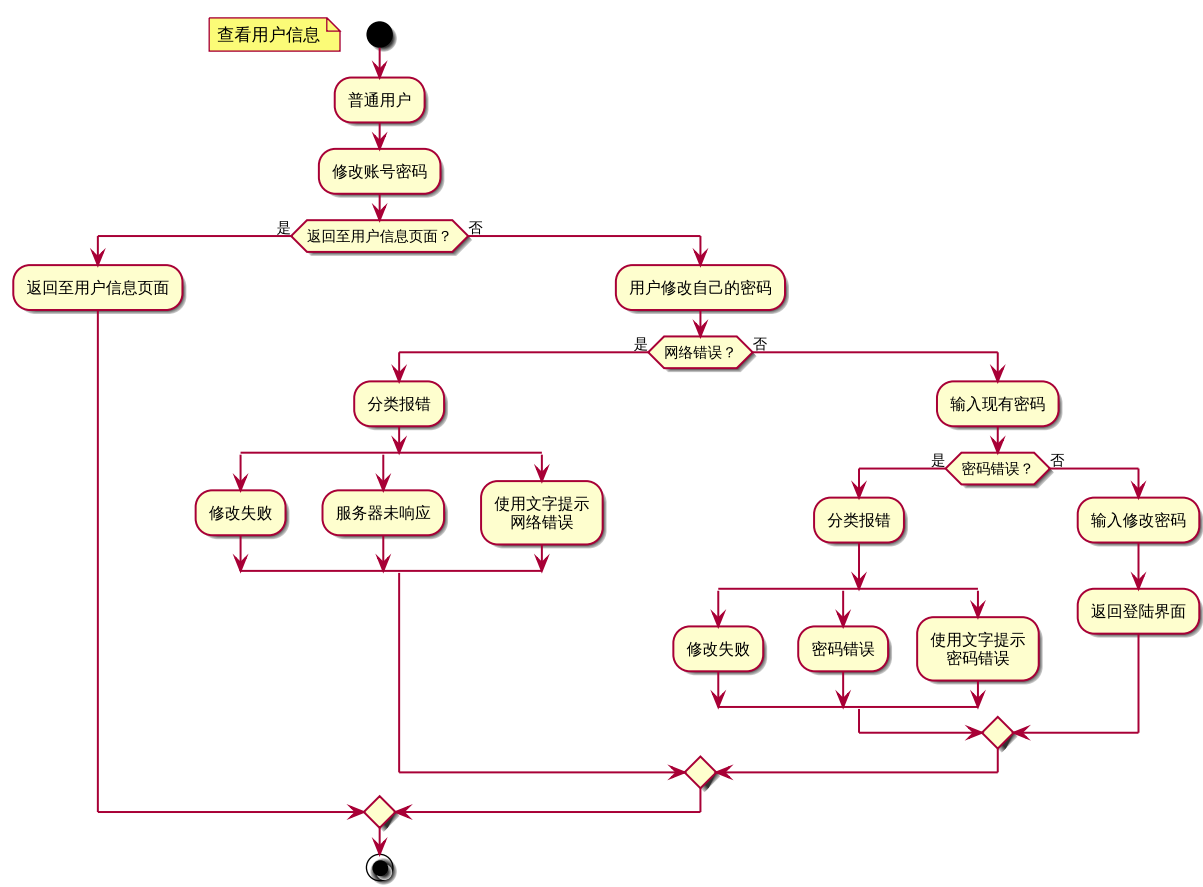 查看用户信息
普通用户
修改账号密码
是
返回至用户信息页面？
否
返回至用户信息页面
用户修改自己的密码
是
网络错误？
否
分类报错
输入现有密码
是
密码错误？
否
修改失败
服务器未响应
使用文字提示
网络错误
分类报错
输入修改密码
返回登陆界面
修改失败
密码错误
使用文字提示
密码错误